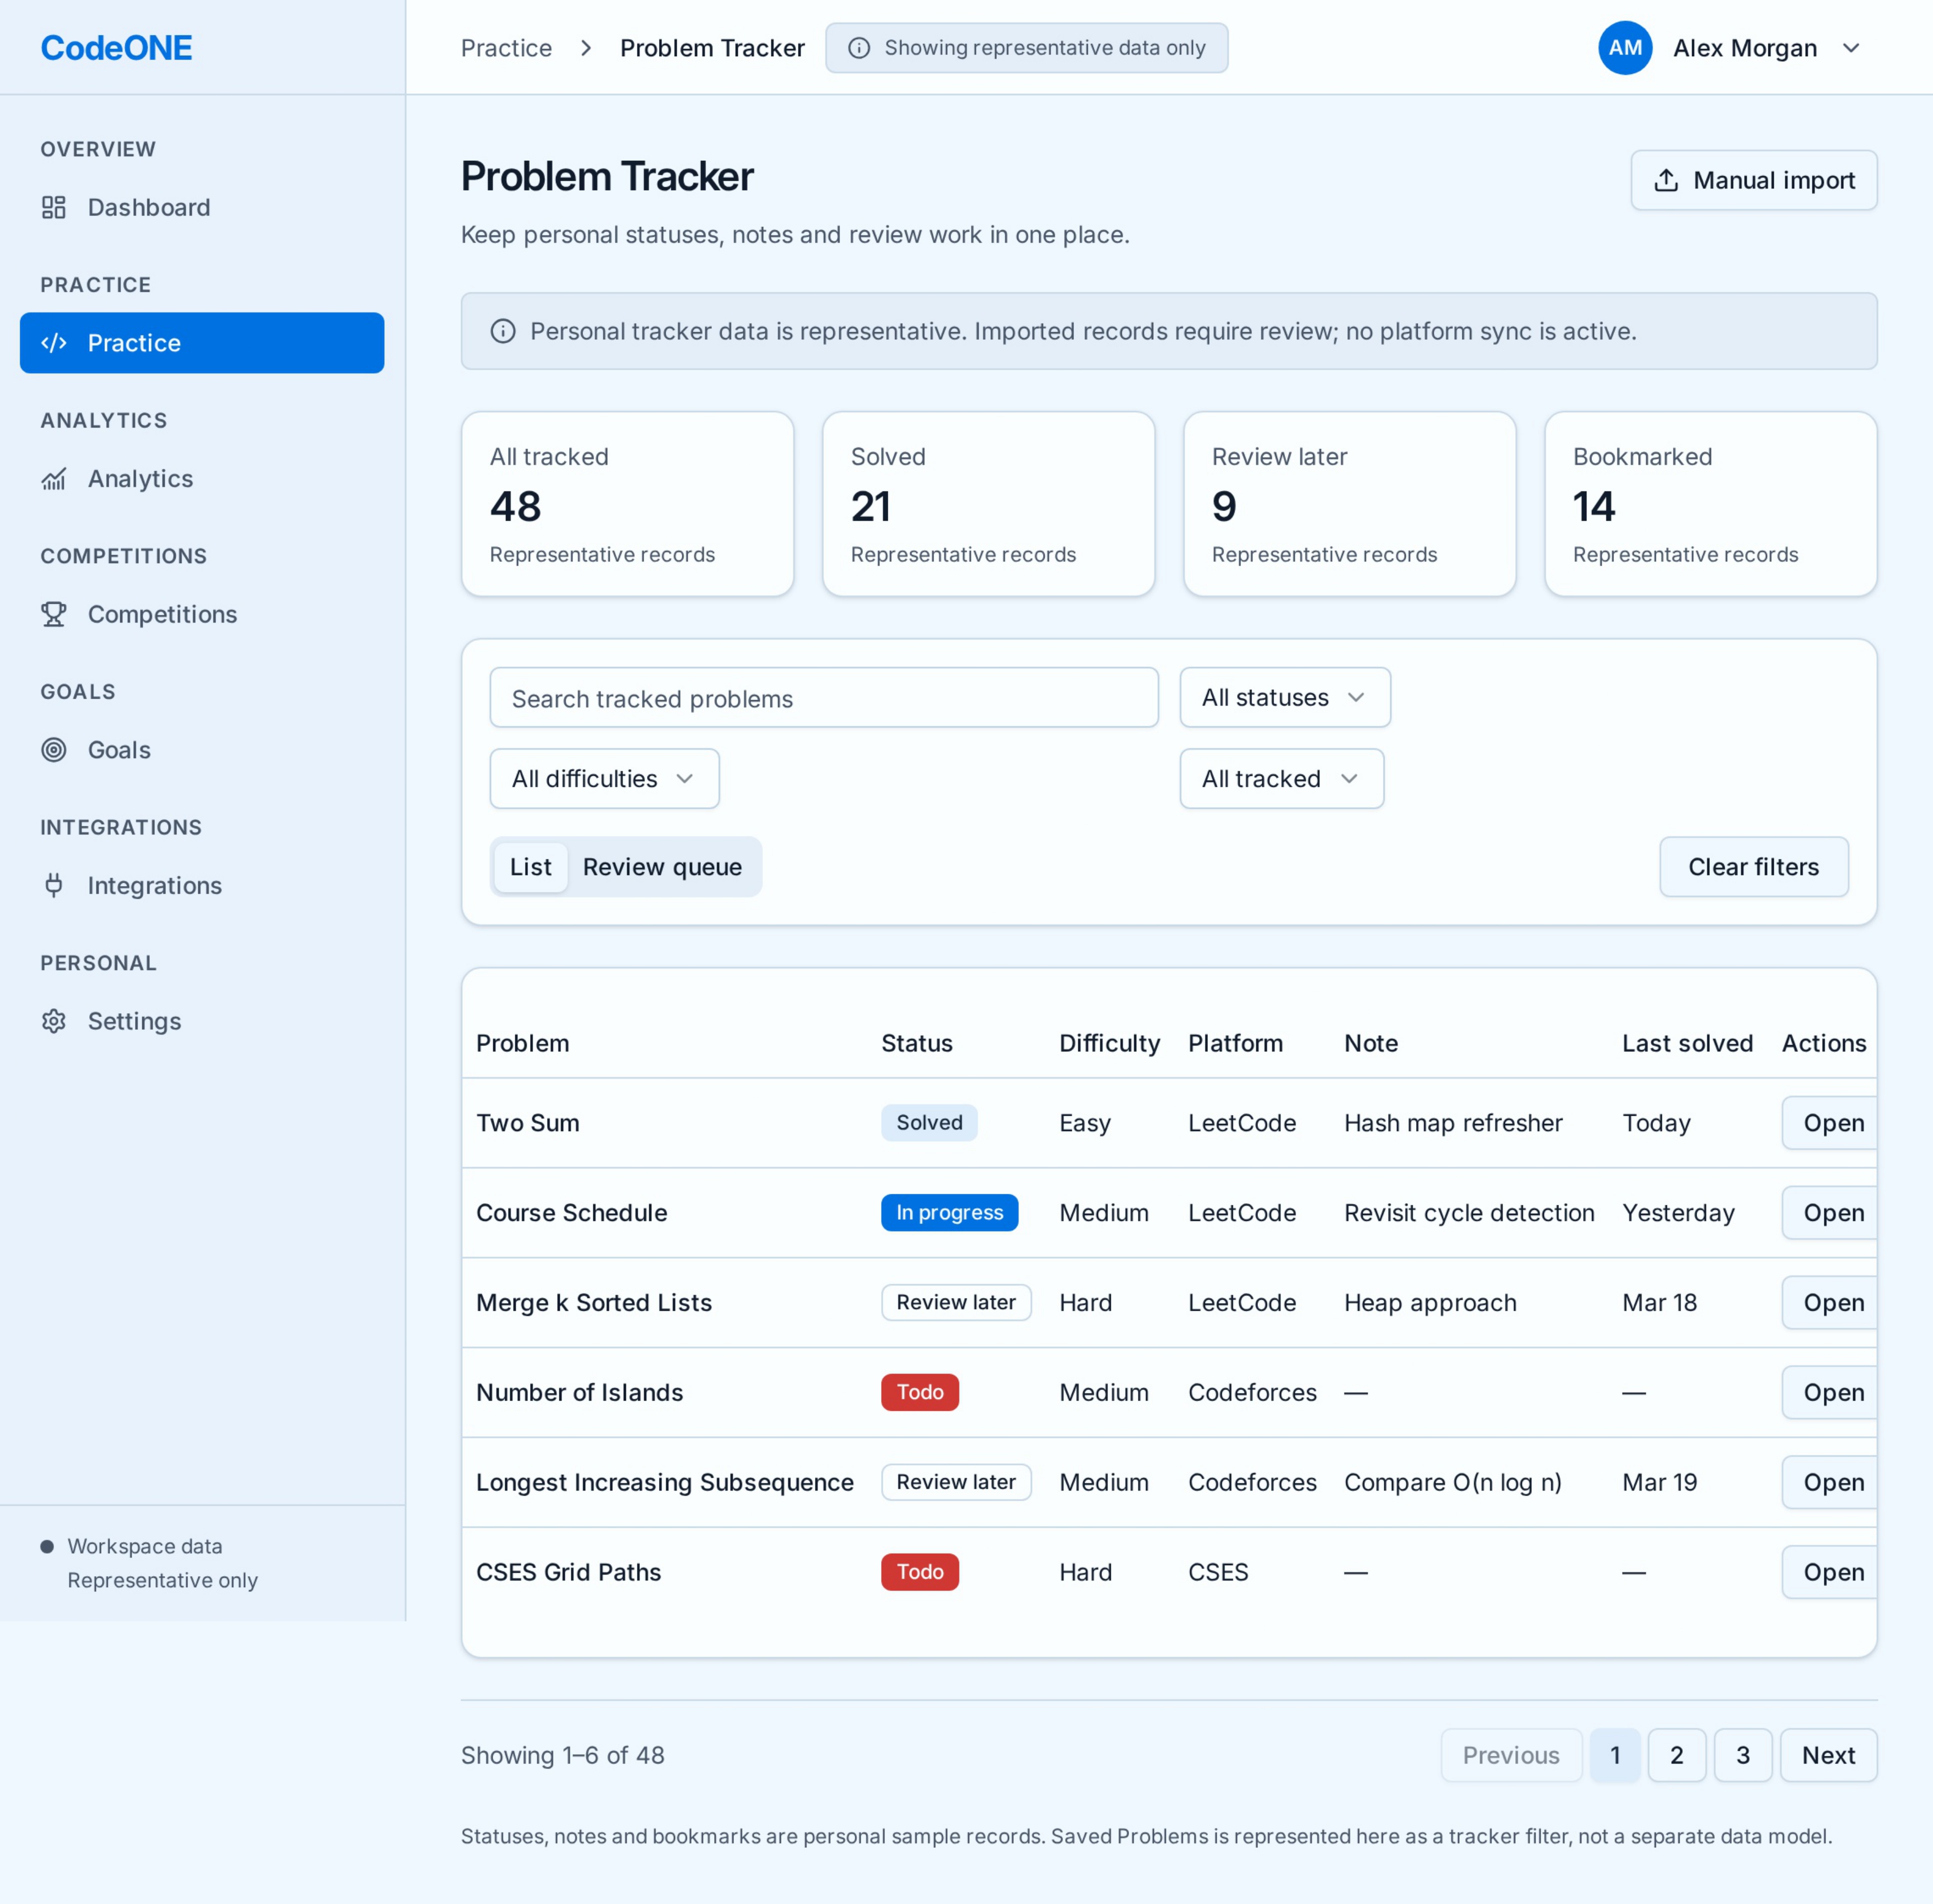 CodeONE
Practice > Problem Tracker
Showing representative data only
AM Alex Morgan
OVERVIEW
Dashboard
PRACTICE
Practice
ANALYTICS
Analytics
COMPETITIONS
Competitions
GOALS
Goals
INTEGRATIONS
Integrations
PERSONAL
Settings
Workspace data
Representative only
Problem Tracker
Manual import
Keep personal statuses, notes and review work in one place.
Personal tracker data is representative. Imported records require review; no platform sync is active.
All tracked
48
Representative records
Solved
21
Representative records
Review later
9
Representative records
Bookmarked
14
Representative records
Search tracked problems
All statuses
All difficulties
All tracked
List Review queue
Clear filters
Problem Status Difficulty Platform Note Last solved Actions
Two Sum Solved Easy LeetCode Hash map refresher Today Open
Course Schedule In progress Medium LeetCode Revisit cycle detection Yesterday Open
Merge k Sorted Lists Review later Hard LeetCode Heap approach Mar 18 Open
Number of Islands Todo Medium Codeforces — — Open
Longest Increasing Subsequence Review later Medium Codeforces Compare O(n log n) Mar 19 Open
CSES Grid Paths Todo Hard CSES — — Open
Showing 1–6 of 48
Previous 1 2 3 Next
Statuses, notes and bookmarks are personal sample records. Saved Problems is represented here as a tracker filter, not a separate data model.